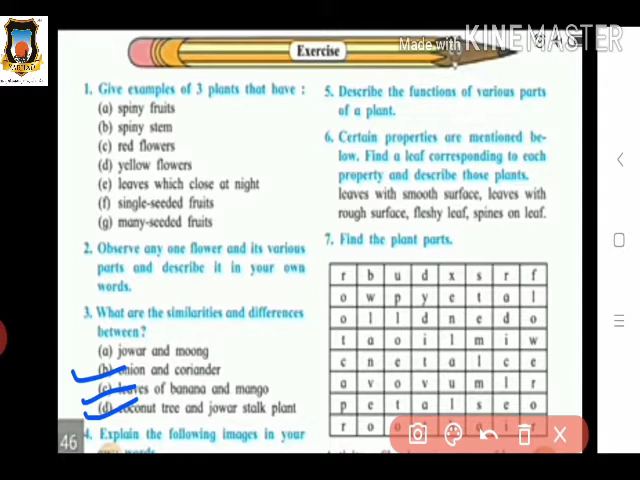 Made with KINEMASTER
Exercise
1. Give examples of 3 plants that have :
(a) spiny fruits
(b) spiny stem
(c) red flowers
(d) yellow flowers
(e) leaves which close at night
(f) single-seeded fruits
(g) many-seeded fruits
2. Observe any one flower and its various
parts and describe it in your own
words.
3. What are the similarities and differences
between?
(a) jowar and moong
(b) onion and coriander
(c) leaves of banana and mango
(d) coconut tree and jowar stalk plant
4. Explain the following images in your
own words.
46
5. Describe the functions of various parts
of a plant.
6. Certain properties are mentioned be-
low. Find a leaf corresponding to each
property and describe those plants.
leaves with smooth surface, leaves with
rough surface, fleshy leaf, spines on leaf.
7. Find the plant parts.
r b u d x s r f
o w p y e t a l
o l l d n e d o
t a o i l m i w
c n e t a l c e
a v o v u m l r
p e t a l s e o
r o o